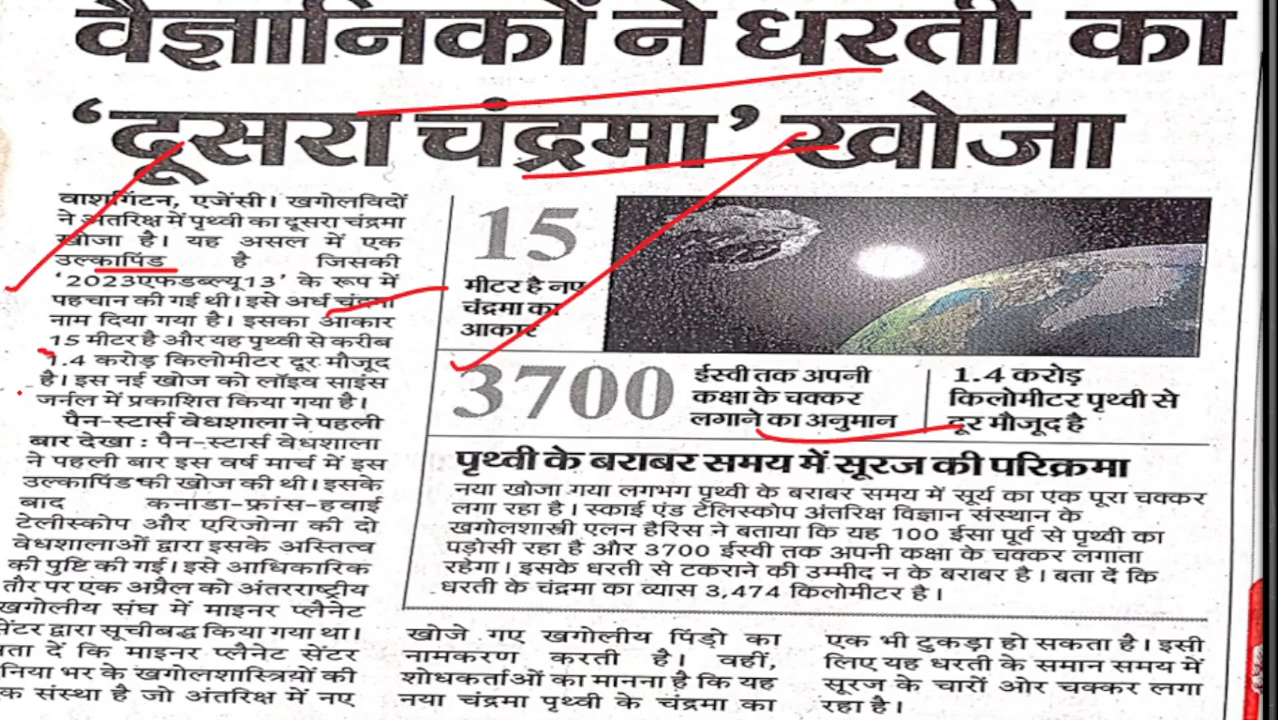 वैज्ञानिकों ने धरती का
‘दूसरा चंद्रमा’ खोजा
वाशिंगटन, एजेंसी। खगोलविदों
ने अंतरिक्ष में पृथ्वी का दूसरा चंद्रमा
खोजा है। यह असल में एक
उल्कापिंड है जिसकी
‘2023एफडब्ल्यू13’ के रूप में
पहचान की गई थी। इसे अर्ध चंद्रमा
नाम दिया गया है। इसका आकार
15 मीटर है और यह पृथ्वी से करीब
1.4 करोड़ किलोमीटर दूर मौजूद
है। इस नई खोज को लॉइव साइंस
जर्नल में प्रकाशित किया गया है।
पैन-स्टार्स वेधशाला ने पहली
बार देखा : पैन-स्टार्स वेधशाला
ने पहली बार इस वर्ष मार्च में इस
उल्कापिंड की खोज की थी। इसके
बाद कनाडा-फ्रांस-हवाई
टेलीस्कोप और एरिजोना की दो
वेधशालाओं द्वारा इसके अस्तित्व
की पुष्टि की गई। इसे आधिकारिक
तौर पर एक अप्रैल को अंतरराष्ट्रीय
खगोलीय संघ में माइनर प्लैनेट
सेंटर द्वारा सूचीबद्ध किया गया था।
दें कि माइनर प्लैनेट सेंटर
भर के खगोलशास्त्रियों की
संस्था है जो अंतरिक्ष में नए
15
मीटर है नए
चंद्रमा का
आकार
3700
ईस्वी तक अपनी
कक्षा के चक्कर
लगाने का अनुमान
1.4 करोड़
किलोमीटर पृथ्वी से
दूर मौजूद है
पृथ्वी के बराबर समय में सूरज की परिक्रमा
नया खोजा गया लगभग पृथ्वी के बराबर समय में सूर्य का एक पूरा चक्कर
लगा रहा है। स्काई एंड टेलिस्कोप अंतरिक्ष विज्ञान संस्थान के
खगोलशास्त्री एलन हैरिस ने बताया कि यह 100 ईसा पूर्व से पृथ्वी का
पड़ोसी रहा है और 3700 ईस्वी तक अपनी कक्षा के चक्कर लगाता
रहेगा। इसके धरती से टकराने की उम्मीद न के बराबर है। बता दें कि
धरती के चंद्रमा का व्यास 3,474 किलोमीटर है।
खोजे गए खगोलीय पिंडो का
नामकरण करती है। वहीं,
शोधकर्ताओं का मानना है कि यह
नया चंद्रमा पृथ्वी के चंद्रमा का
एक भी टुकड़ा हो सकता है। इसी
लिए यह धरती के समान समय में
सूरज के चारों ओर चक्कर लगा
रहा है।